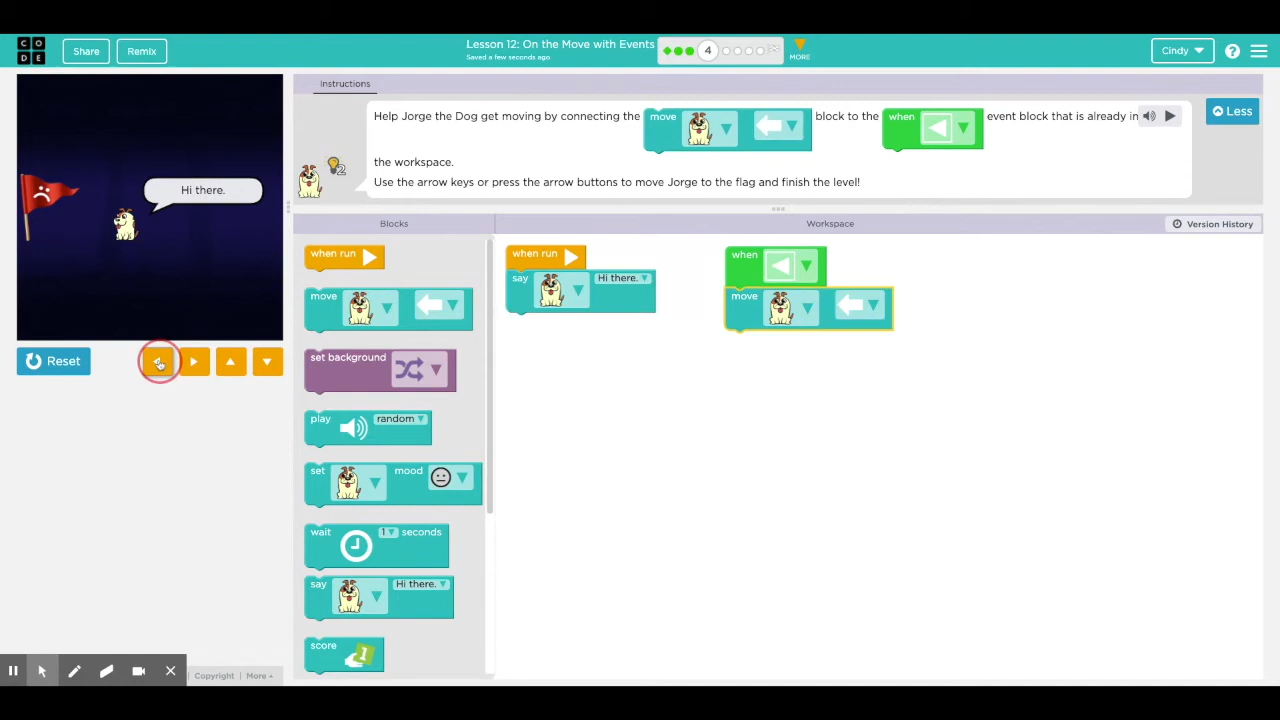 CODE
Share
Remix
Lesson 12: On the Move with Events
Saved a few seconds ago
4
MORE
Cindy
?
Instructions
Help Jorge the Dog get moving by connecting the move block to the when event block that is already in
the workspace.
Use the arrow keys or press the arrow buttons to move Jorge to the flag and finish the level!
2
Less
Hi there.
Reset
Blocks
Workspace
Version History
when run
move
set background
play random
set mood
wait 1 seconds
say Hi there.
score 1
when run
say Hi there.
when
move
Copyright
More